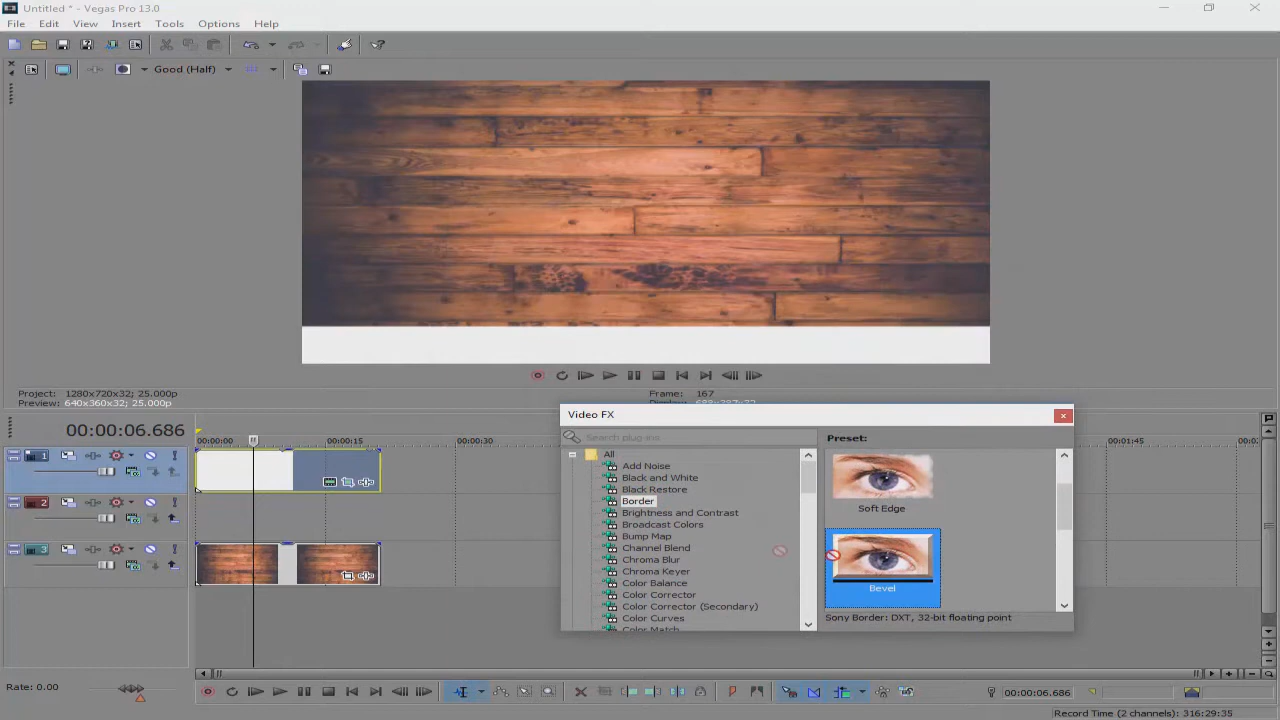 Untitled * - Vegas Pro 13.0
File Edit View Insert Tools Options Help
Good (Half)
Project: 1280x720x32; 25.000p
Preview: 640x360x32; 25.000p
Frame: 167
00:00:06.686
00:00:00
00:00:15
00:00:30
00:01:45
1
2
3
Video FX
Search plug-ins
All
Add Noise
Black and White
Black Restore
Border
Brightness and Contrast
Broadcast Colors
Bump Map
Channel Blend
Chroma Blur
Chroma Keyer
Color Balance
Color Corrector
Color Corrector (Secondary)
Color Curves
Color Match
Preset:
Soft Edge
Bevel
Sony Border: DXT, 32-bit floating point
Rate: 0.00
00:00:06.686
Record Time (2 channels): 316:29:35